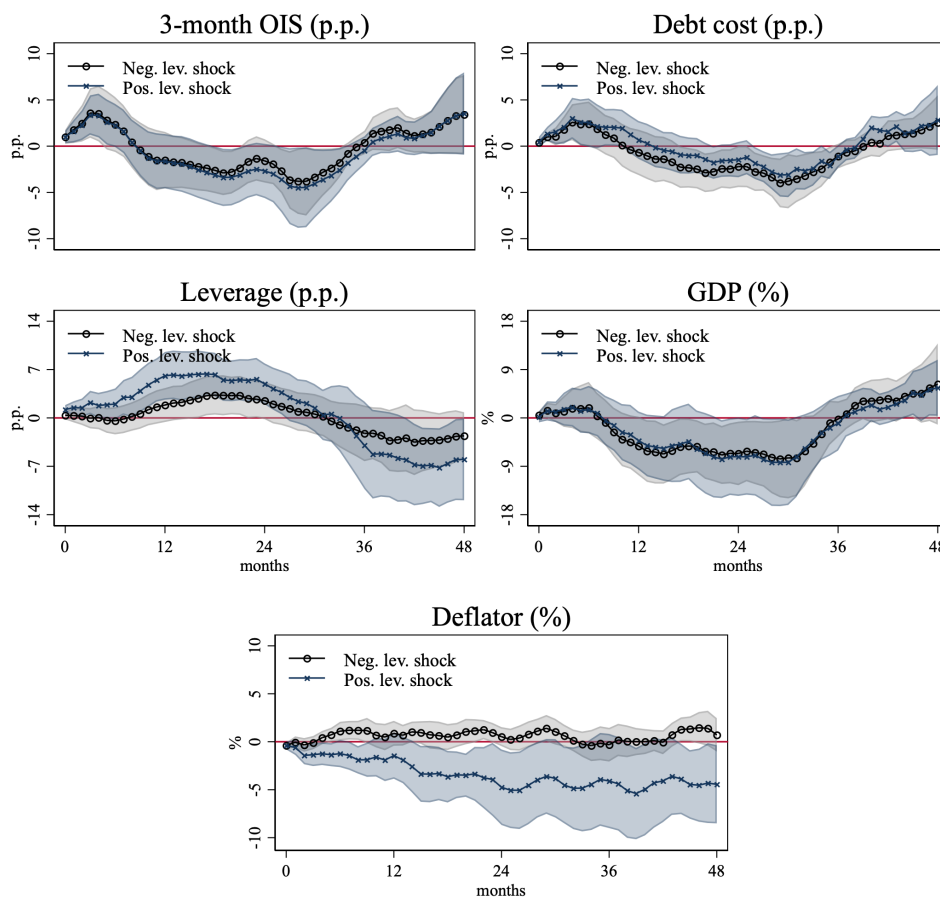 3-month OIS (p.p.)
Neg. lev. shock
Pos. lev. shock
p.p.
10
5
0
-5
-10
Debt cost (p.p.)
Neg. lev. shock
Pos. lev. shock
p.p.
10
5
0
-5
-10
Leverage (p.p.)
Neg. lev. shock
Pos. lev. shock
p.p.
14
7
0
-7
-14
0 12 24 36 48
months
GDP (%)
Neg. lev. shock
Pos. lev. shock
%
18
9
0
-9
-18
0 12 24 36 48
months
Deflator (%)
Neg. lev. shock
Pos. lev. shock
%
10
5
0
-5
-10
0 12 24 36 48
months